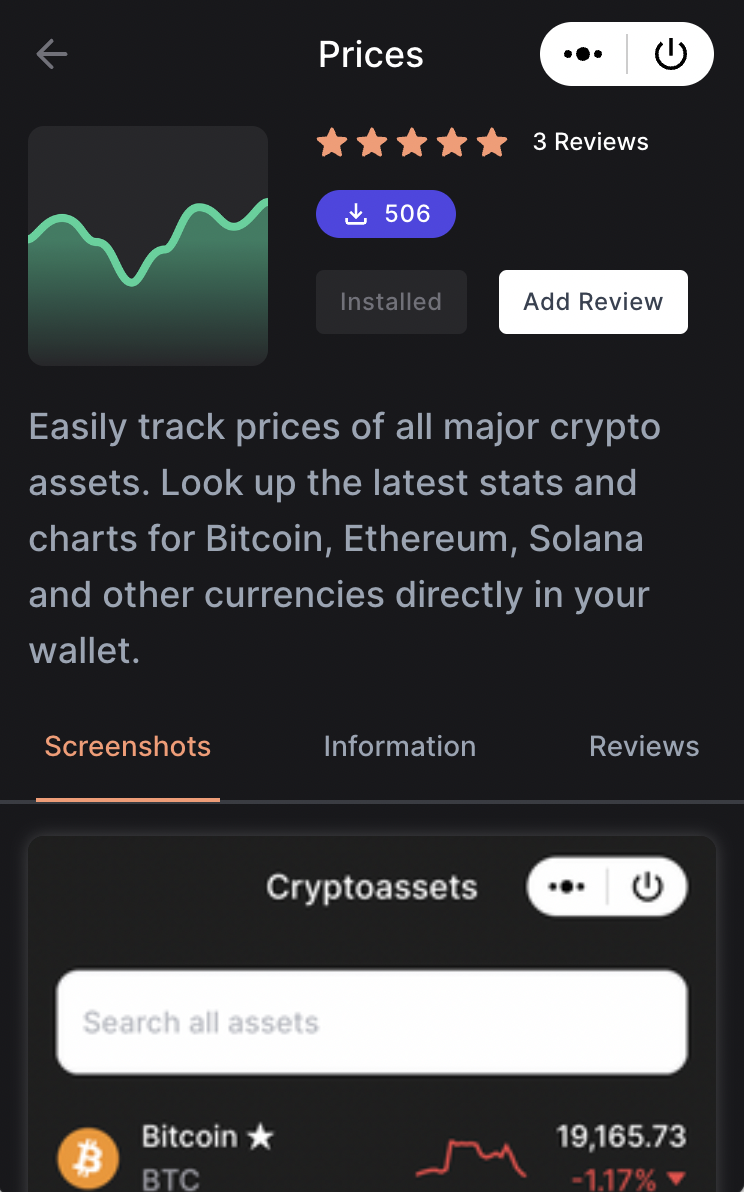 Prices
3 Reviews
506
Installed
Add Review
Easily track prices of all major crypto
assets. Look up the latest stats and
charts for Bitcoin, Ethereum, Solana
and other currencies directly in your
wallet.
Screenshots
Information
Reviews
Cryptoassets
Search all assets
Bitcoin ★
19,165.73
BTC
-1.17% ▼